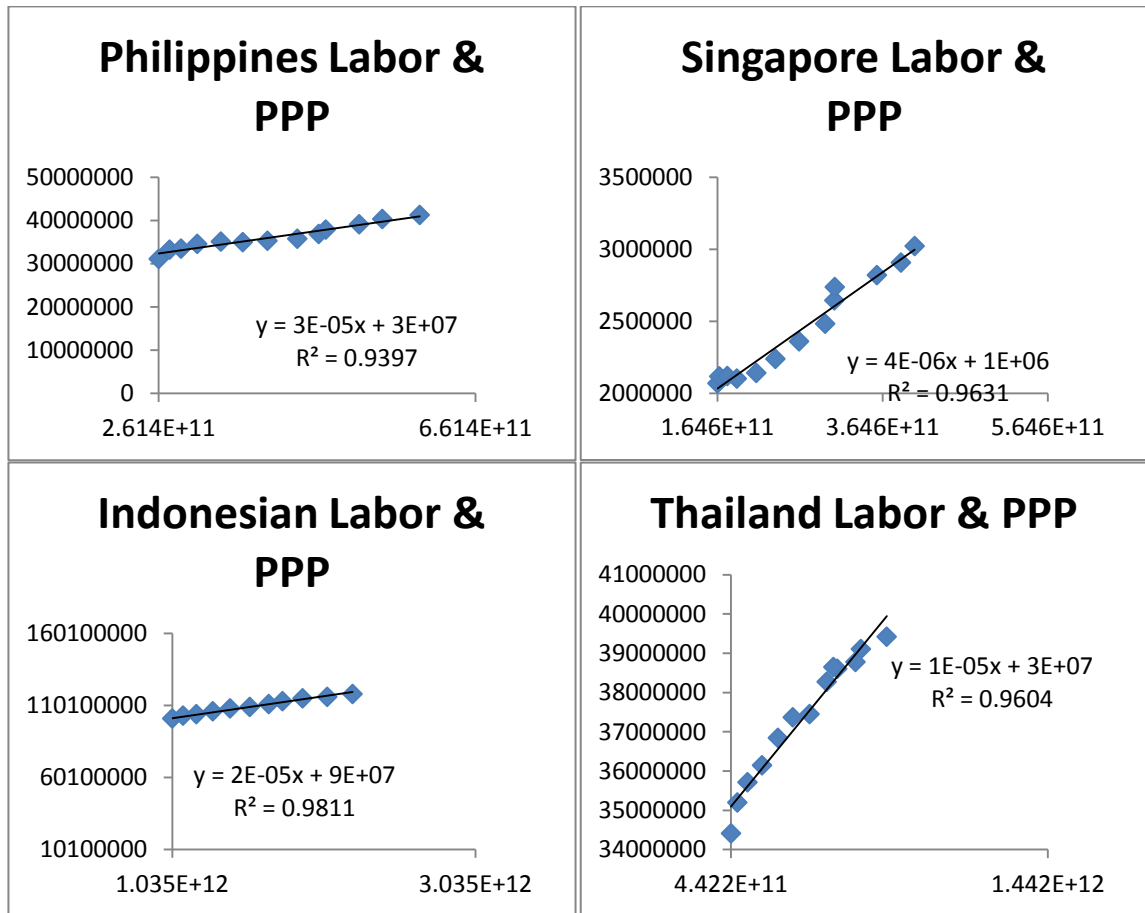 Philippines Labor &
PPP
50000000
40000000
30000000
20000000
10000000
0
2.614E+11
6.614E+11
y = 3E-05x + 3E+07
R² = 0.9397
Singapore Labor &
PPP
3500000
3000000
2500000
2000000
1.646E+11
3.646E+11
5.646E+11
y = 4E-06x + 1E+06
R² = 0.9631
Indonesian Labor &
PPP
160100000
110100000
60100000
10100000
1.035E+12
3.035E+12
y = 2E-05x + 9E+07
R² = 0.9811
Thailand Labor & PPP
41000000
40000000
39000000
38000000
37000000
36000000
35000000
34000000
4.422E+11
1.442E+12
y = 1E-05x + 3E+07
R² = 0.9604